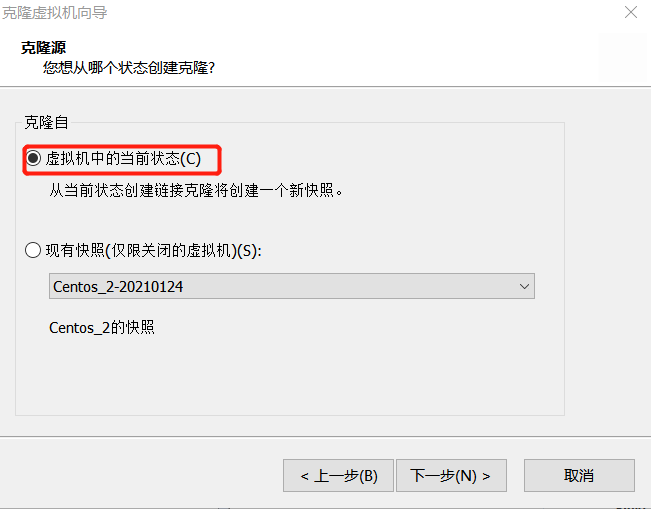 克隆虚拟机向导
克隆源
您想从哪个状态创建克隆?
克隆自
虚拟机中的当前状态(C)
从当前状态创建链接克隆将创建一个新快照。
现有快照(仅限关闭的虚拟机)(S):
Centos_2-20210124
Centos_2的快照
< 上一步(B)
下一步(N) >
取消